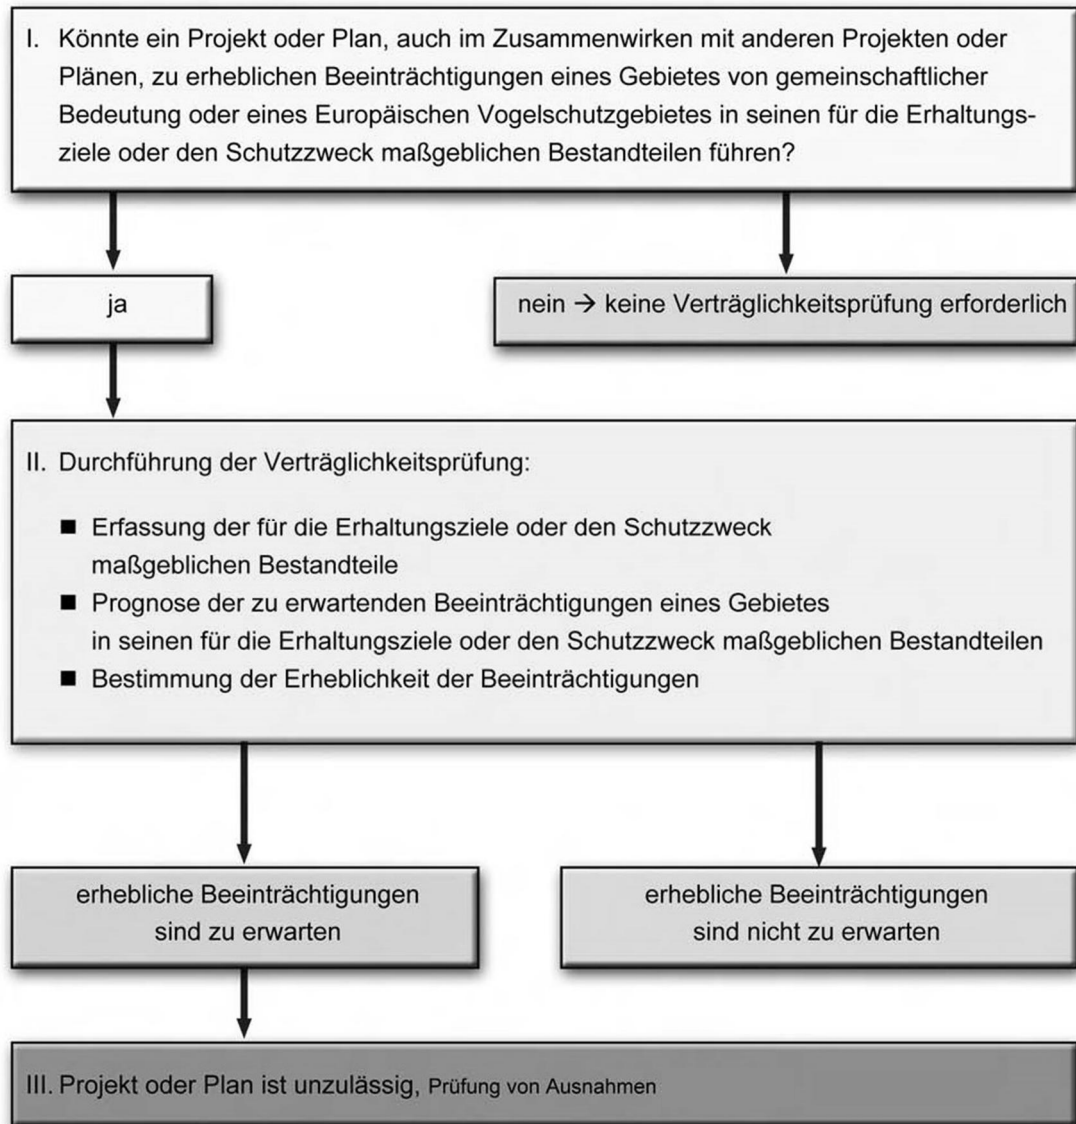 I. Könnte ein Projekt oder Plan, auch im Zusammenwirken mit anderen Projekten oder
Plänen, zu erheblichen Beeinträchtigungen eines Gebietes von gemeinschaftlicher
Bedeutung oder eines Europäischen Vogelschutzgebietes in seinen für die Erhaltungs-
ziele oder den Schutzzweck maßgeblichen Bestandteilen führen?
ja
nein → keine Verträglichkeitsprüfung erforderlich
II. Durchführung der Verträglichkeitsprüfung:
■ Erfassung der für die Erhaltungsziele oder den Schutzzweck
maßgeblichen Bestandteile
■ Prognose der zu erwartenden Beeinträchtigungen eines Gebietes
in seinen für die Erhaltungsziele oder den Schutzzweck maßgeblichen Bestandteilen
■ Bestimmung der Erheblichkeit der Beeinträchtigungen
erhebliche Beeinträchtigungen
sind zu erwarten
erhebliche Beeinträchtigungen
sind nicht zu erwarten
III. Projekt oder Plan ist unzulässig, Prüfung von Ausnahmen